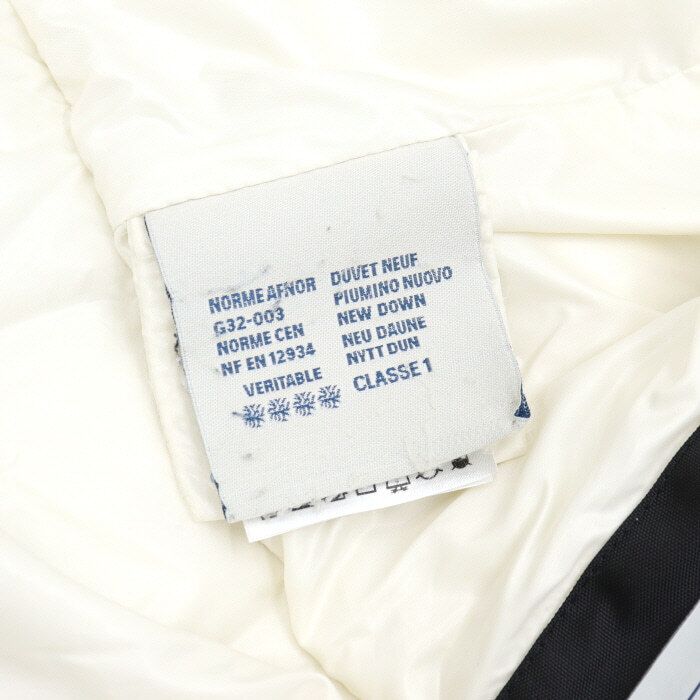 NORME AFNOR
G32-003
NORME CEN
NF EN 12934
VERITABLE
DUVET NEUF
PIUMINO NUOVO
NEW DOWN
NEU DAUNE
NYTT DUN
CLASSE 1